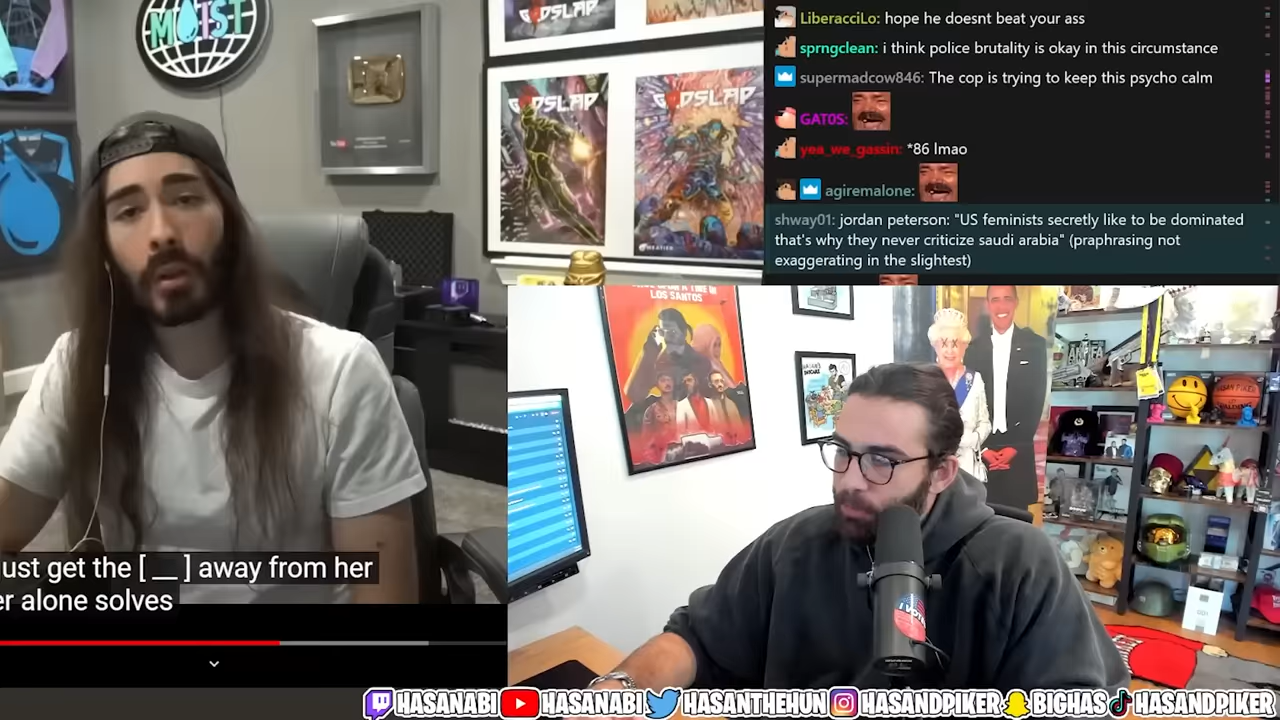 MOIST
GODSLAP
GODSLAP
GODSLAP
LiberacciLo: hope he doesnt beat your ass
sprngclean: i think police brutality is okay in this circumstance
supermadcow846: The cop is trying to keep this psycho calm
GAT0S:
yea_we_gassin: *86 lmao
agiremalone:
shway01: jordan peterson: "US feminists secretly like to be dominated
that's why they never criticize saudi arabia" (praphrasing not
exaggerating in the slightest)
LOS SANTOS
HASAN PIKER
I VOTED
ust get the [ __ ] away from her
er alone solves
HASANABI HASANABI HASANTHEHUN HASANDPIKER BIGHAS HASANDPIKER